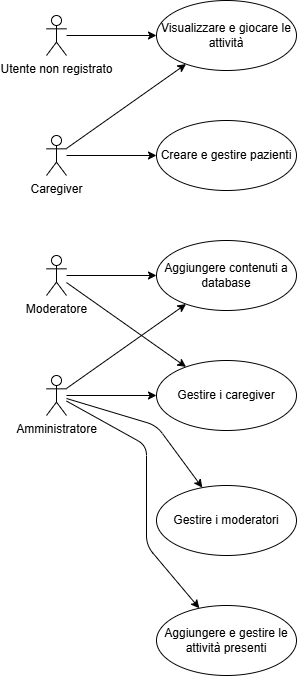 Visualizzare e giocare le
attività
Utente non registrato
Creare e gestire pazienti
Caregiver
Aggiungere contenuti a
database
Moderatore
Gestire i caregiver
Amministratore
Gestire i moderatori
Aggiungere e gestire le
attività presenti